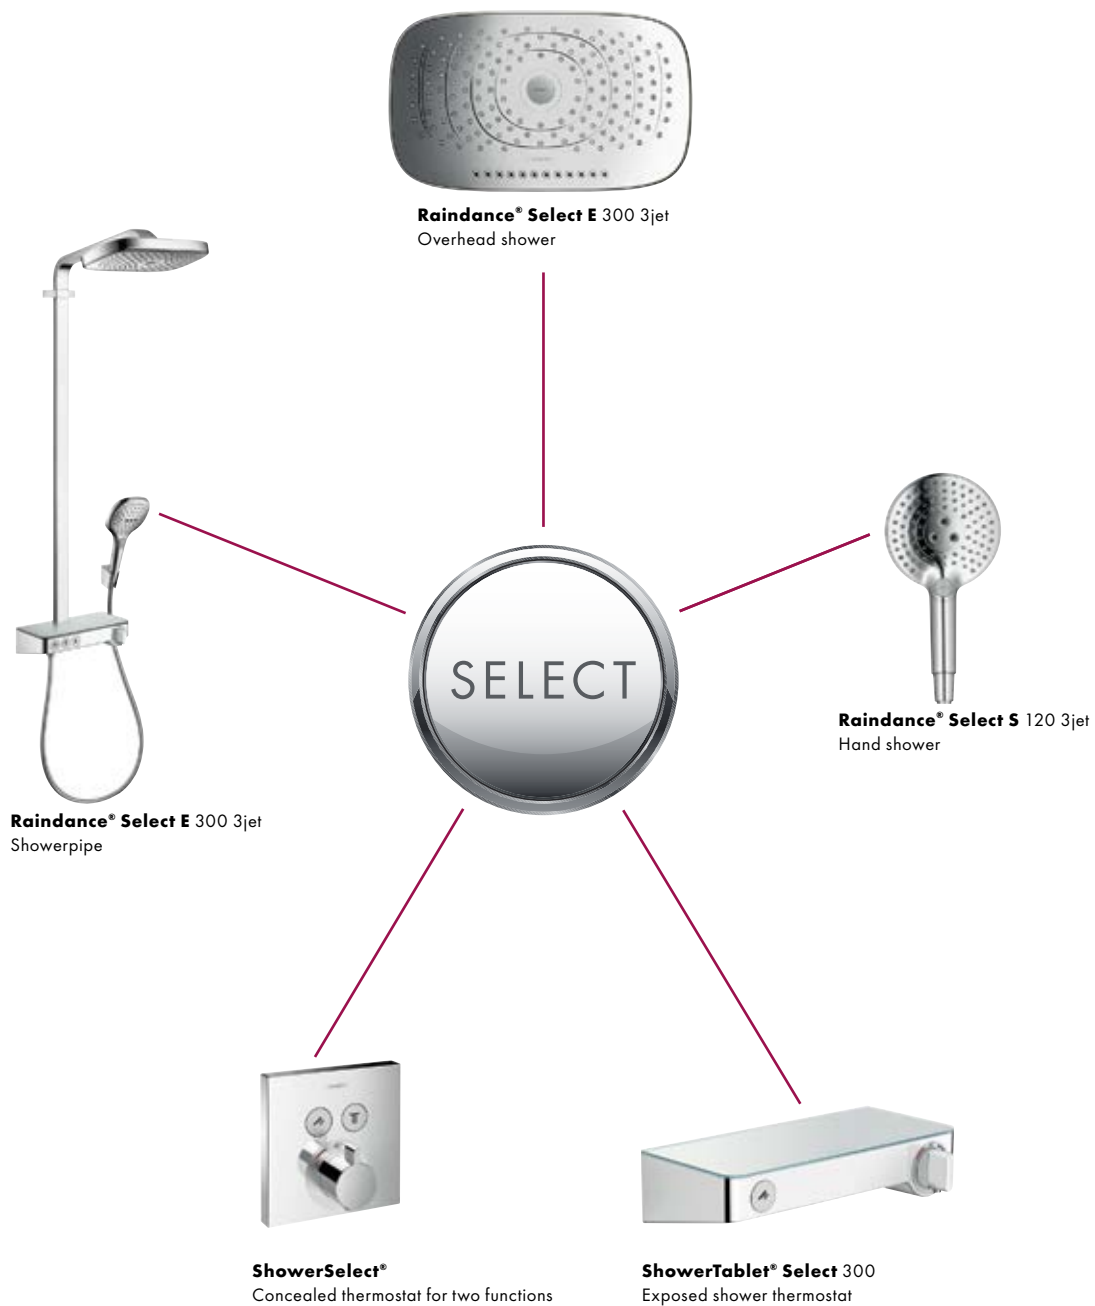 Raindance® Select E 300 3jet
Overhead shower
SELECT
Raindance® Select S 120 3jet
Hand shower
Raindance® Select E 300 3jet
Showerpipe
ShowerSelect®
Concealed thermostat for two functions
ShowerTablet® Select 300
Exposed shower thermostat